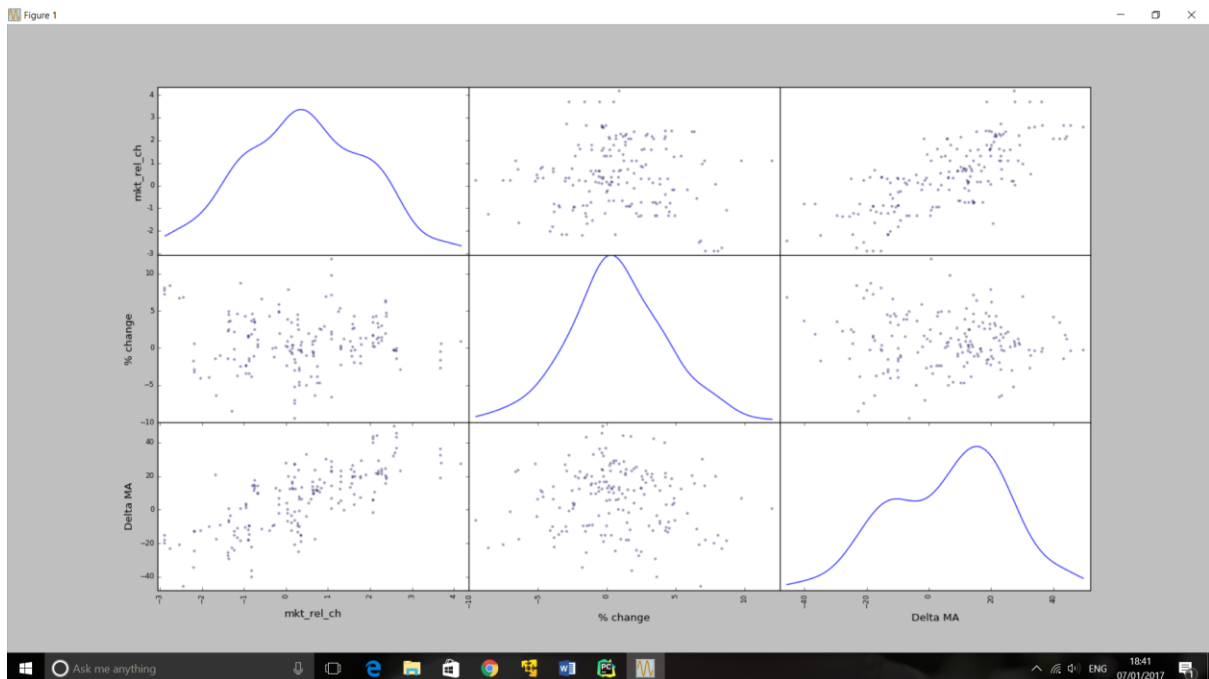 Figure 1
mkt_rel_ch
4
3
2
1
0
−1
−2
−3
% change
10
5
0
−5
−10
Delta MA
40
20
0
−20
−40
−3 −2 −1 0 1 2 3 4
−10 −5 0 5 10
−40 −20 0 20 40
mkt_rel_ch
% change
Delta MA
Ask me anything
W
PC
ENG
18:41
07/01/2017
1